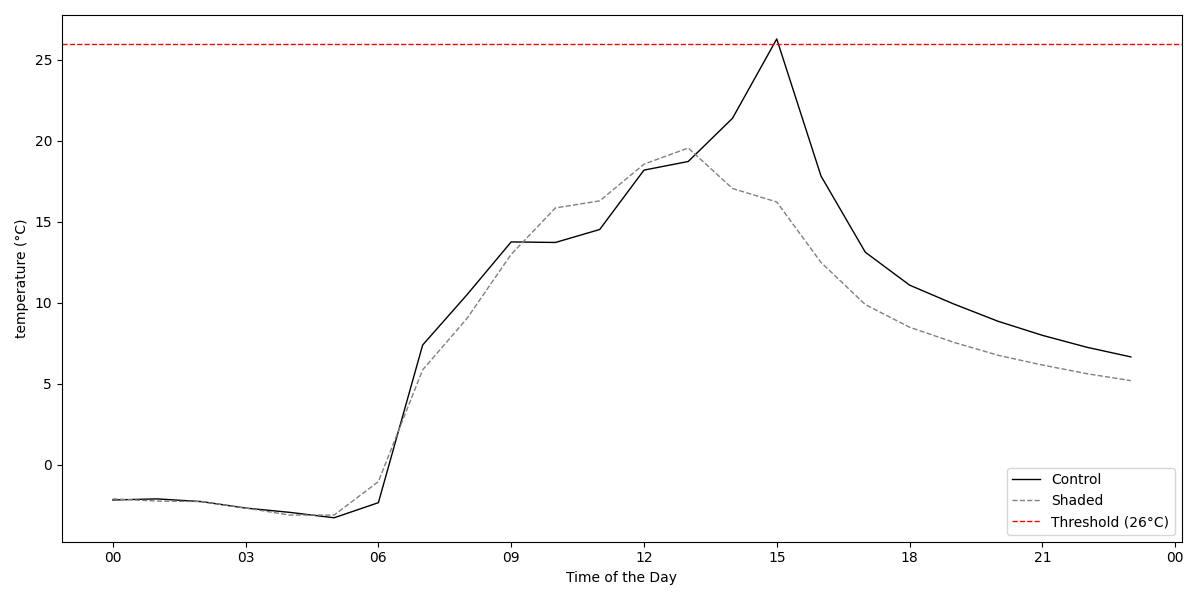 temperature (°C)
25
20
15
10
5
0
00 03 06 09 12 15 18 21 00
Time of the Day
Control
Shaded
Threshold (26°C)